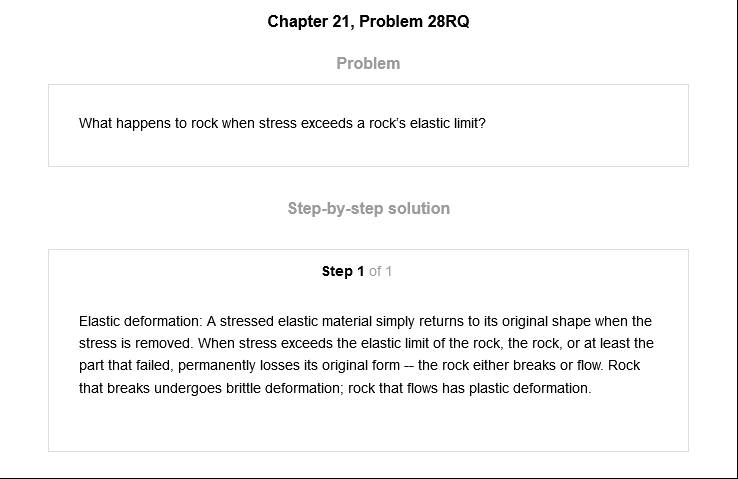 Chapter 21, Problem 28RQ
Problem
What happens to rock when stress exceeds a rock's elastic limit?
Step-by-step solution
Step 1 of 1
Elastic deformation: A stressed elastic material simply returns to its original shape when the
stress is removed. When stress exceeds the elastic limit of the rock, the rock, or at least the
part that failed, permanently losses its original form -- the rock either breaks or flow. Rock
that breaks undergoes brittle deformation; rock that flows has plastic deformation.